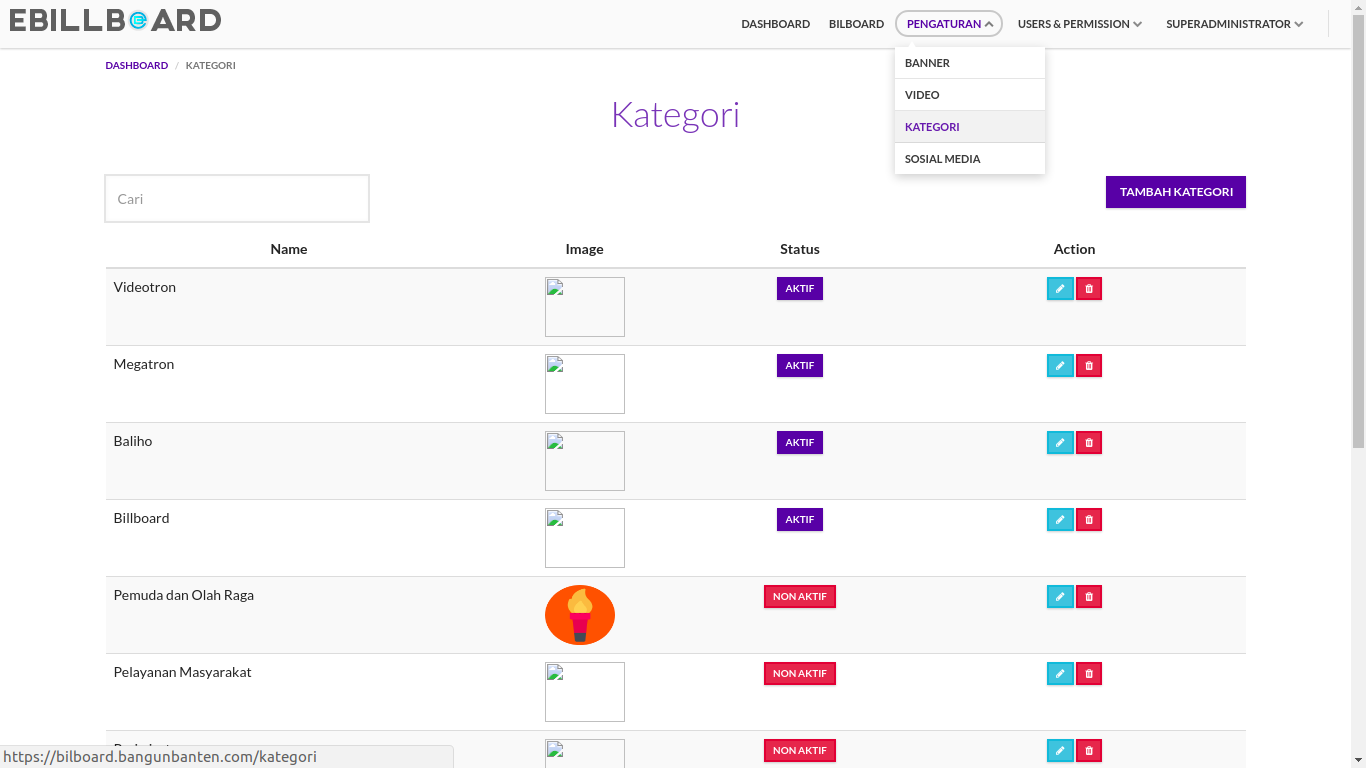 EBILLBOARD
DASHBOARD BILBOARD PENGATURAN USERS & PERMISSION SUPERADMINISTRATOR
BANNER
VIDEO
KATEGORI
SOSIAL MEDIA
DASHBOARD / KATEGORI
Kategori
Cari
TAMBAH KATEGORI
Name Image Status Action
Videotron AKTIF
Megatron AKTIF
Baliho AKTIF
Billboard AKTIF
Pemuda dan Olah Raga NON AKTIF
Pelayanan Masyarakat NON AKTIF
NON AKTIF
https://bilboard.bangunbanten.com/kategori